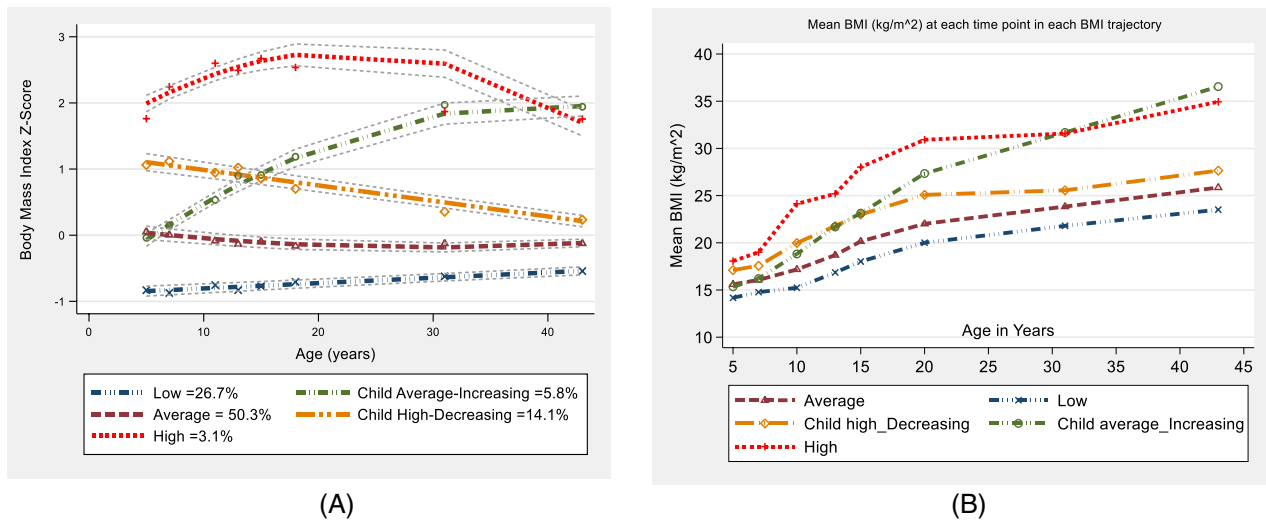 3
2
1
0
-1
Body Mass Index Z-Score
0 10 20 30 40
Age (years)
Low =26.7%
Child Average-Increasing =5.8%
Average = 50.3%
Child High-Decreasing =14.1%
High =3.1%
(A)
Mean BMI (kg/m^2) at each time point in each BMI trajectory
40
35
30
25
20
15
10
Mean BMI (kg/m^2)
Age in Years
5 10 15 20 25 30 35 40 45
Average
Low
Child high_Decreasing
Child average_Increasing
High
(B)